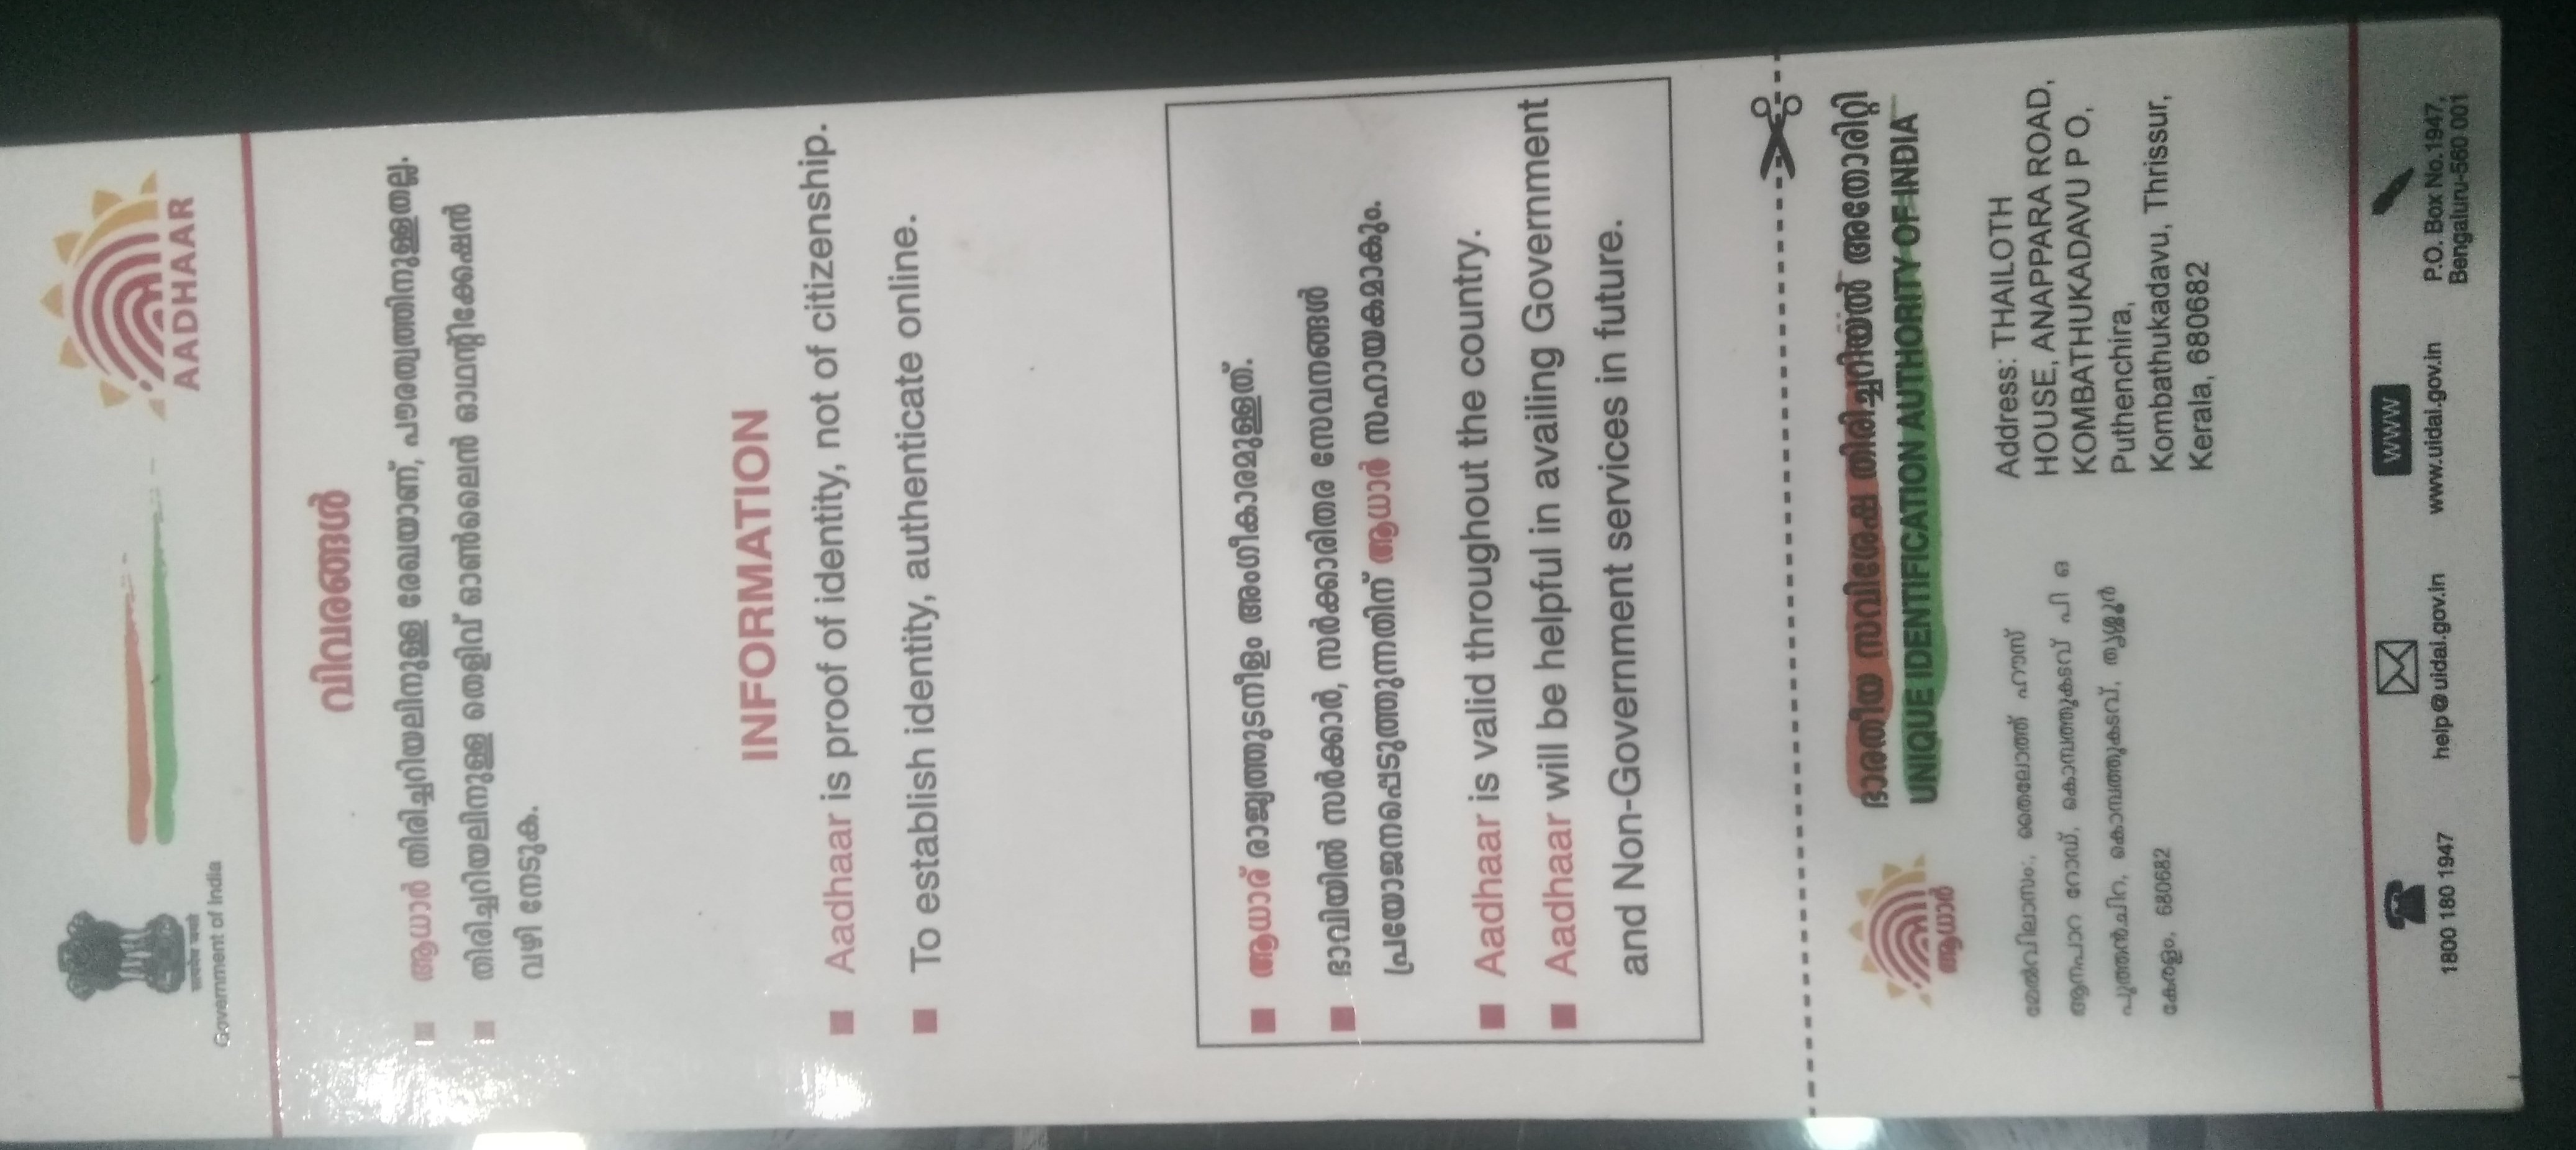 सत्यमेव जयते
Government of India
AADHAAR
വിവരങ്ങൾ
ആധാർ തിരിച്ചറിയലിനുള്ള രേഖയാണ്, പൗരത്വത്തിനുള്ളതല്ല.
തിരിച്ചറിയലിനുള്ള തെളിവ് ഓൺലൈൻ ഓഥന്റിക്കേഷൻ
വഴി നേടുക.
INFORMATION
Aadhaar is proof of identity, not of citizenship.
To establish identity, authenticate online.
ആധാര് രാജ്യത്തുടനീളം അംഗീകാരമുള്ളത്.
ഭാവിയിൽ സർക്കാർ, സർക്കാരിതര സേവനങ്ങൾ
പ്രയോജനപ്പെടുത്തുന്നതിന് ആധാർ സഹായകമാകും.
Aadhaar is valid throughout the country.
Aadhaar will be helpful in availing Government
and Non-Government services in future.
ആധാർ
ഭാരതീയ സവിശേഷ തിരിച്ചറിയൽ അതോരിറ്റി
UNIQUE IDENTIFICATION AUTHORITY OF INDIA
മേൽവിലാസം:, തൈലോത്ത് ഹൗസ്
ആനപാറ റോഡ്, കൊമ്പത്തുകടവ് പി ഒ
പുത്തൻചിറ, കൊമ്പത്തുകടവ്, തൃശ്ശൂർ
കേരളം, 680682
Address: THAILOTH
HOUSE, ANAPPARA ROAD,
KOMBATHUKADAVU P O,
Puthenchira,
Kombathukadavu, Thrissur,
Kerala, 680682
1800 180 1947
help@uidai.gov.in
WWW
www.uidai.gov.in
P.O. Box No.1947,
Bengaluru-560 001